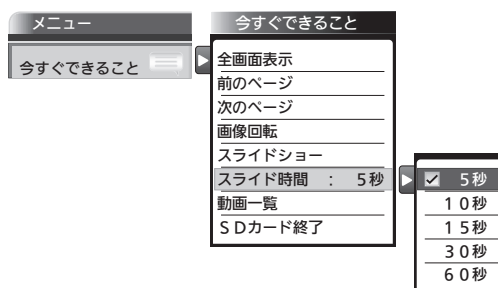 メニュー
今すぐできること
今すぐできること
全画面表示
前のページ
次のページ
画像回転
スライドショー
スライド時間 : 5秒
動画一覧
SDカード終了
5秒
10秒
15秒
30秒
60秒